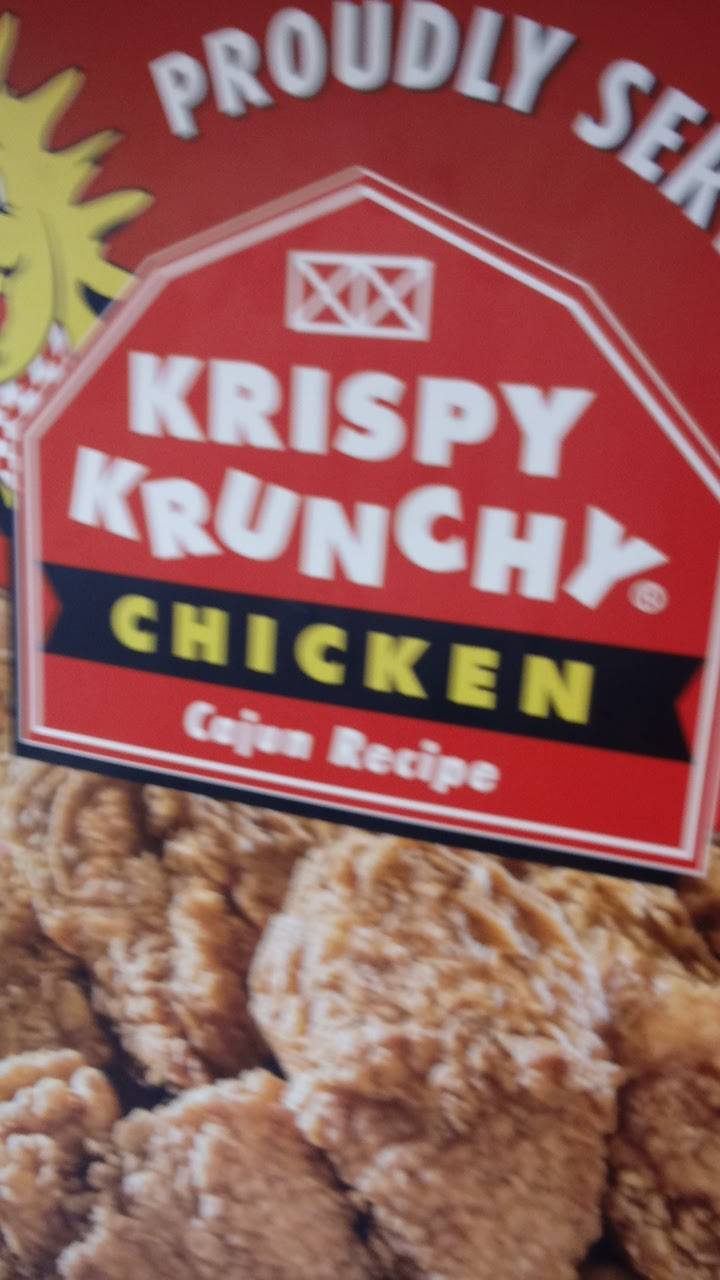 PROUDLY SER
KRISPY
KRUNCHY®
CHICKEN
Cajun Recipe